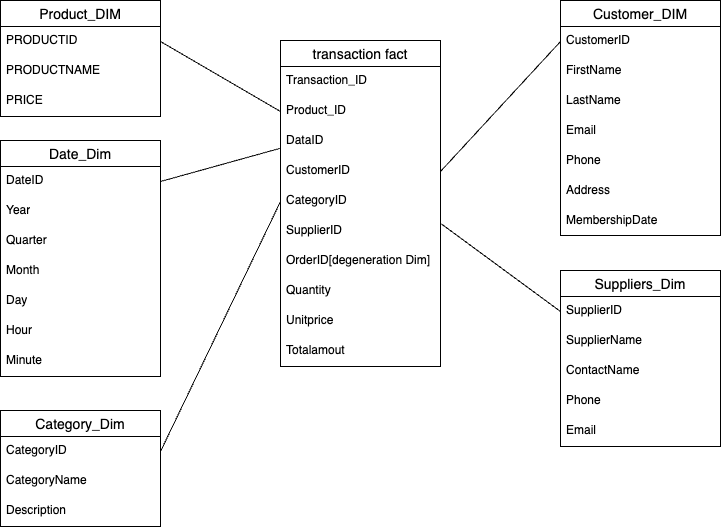 Product_DIM
PRODUCTID
PRODUCTNAME
PRICE
Date_Dim
DateID
Year
Quarter
Month
Day
Hour
Minute
Category_Dim
CategoryID
CategoryName
Description
transaction fact
Transaction_ID
Product_ID
DataID
CustomerID
CategoryID
SupplierID
OrderID[degeneration Dim]
Quantity
Unitprice
Totalamout
Customer_DIM
CustomerID
FirstName
LastName
Email
Phone
Address
MembershipDate
Suppliers_Dim
SupplierID
SupplierName
ContactName
Phone
Email